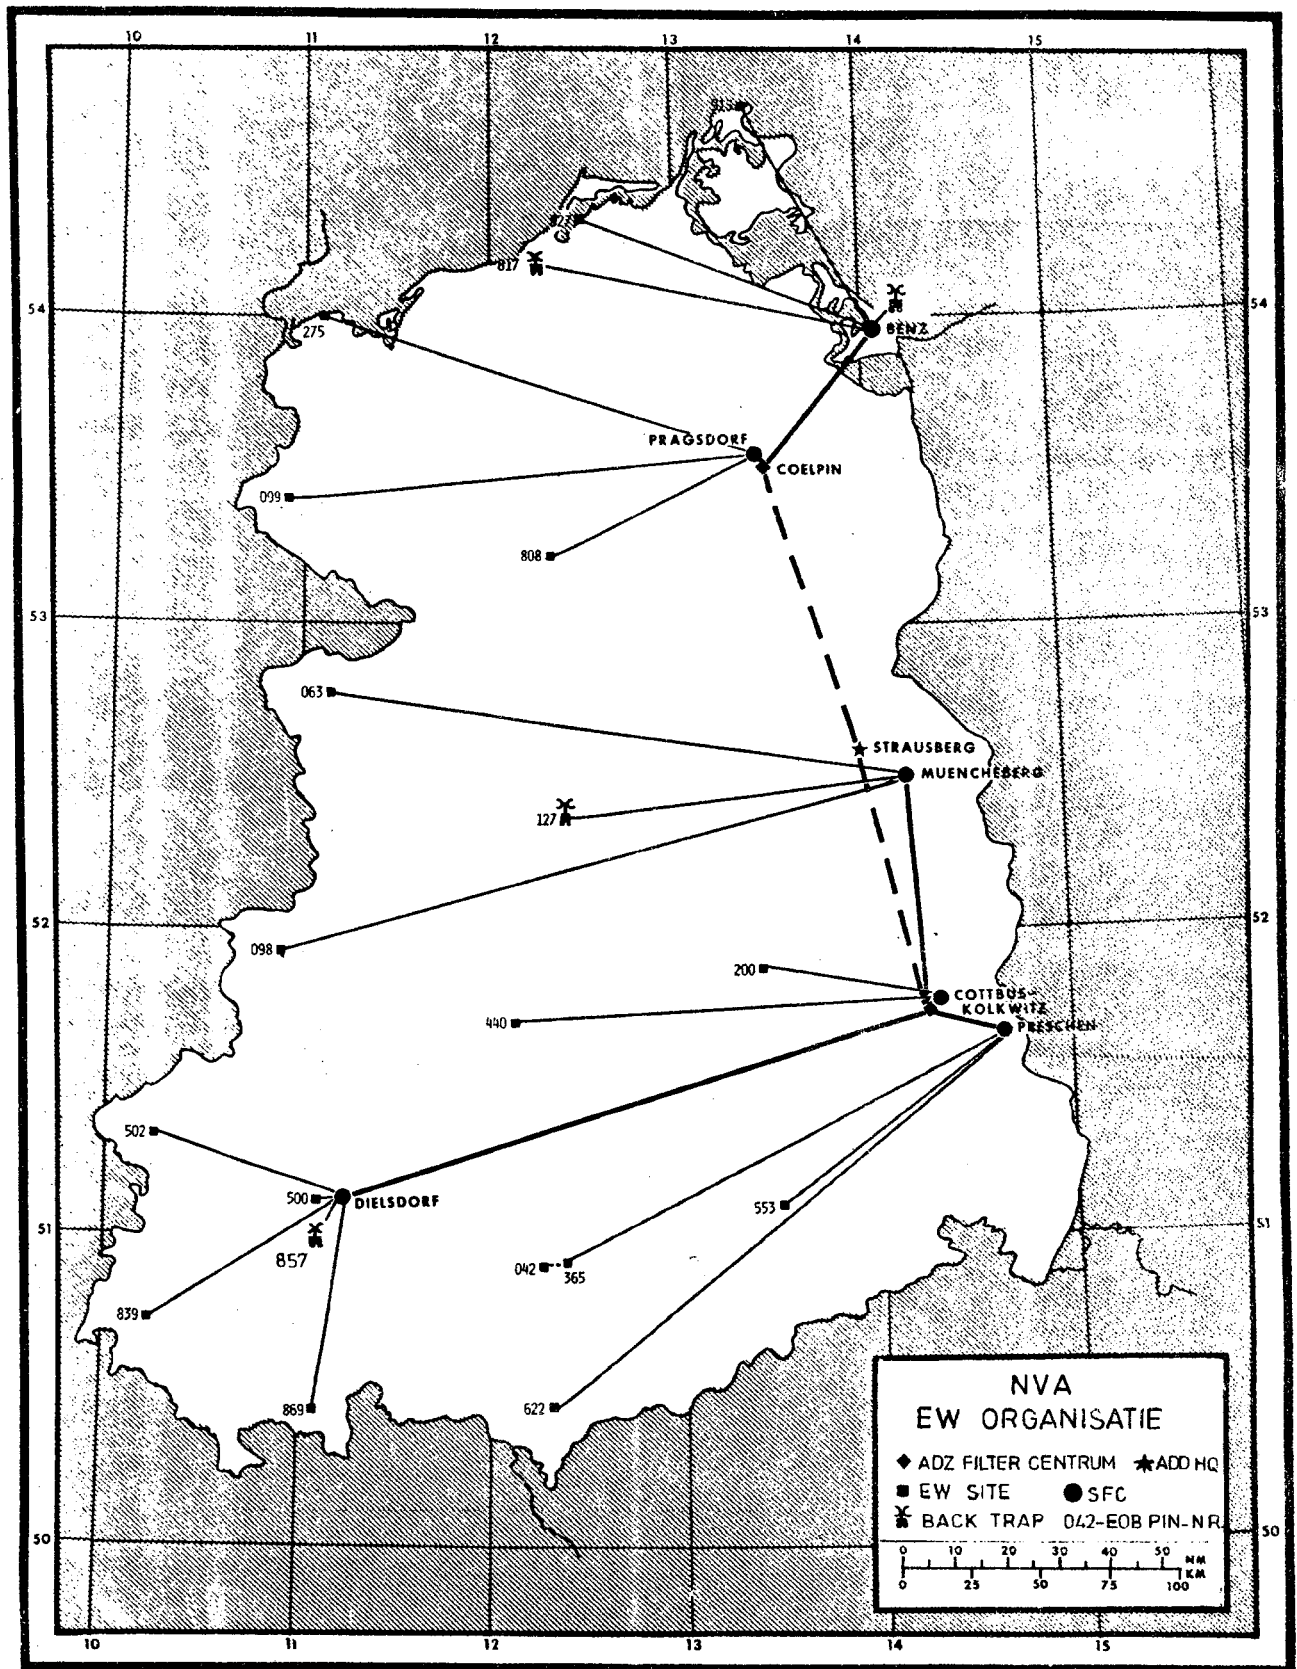 10 11 12 13 14 15
817
54 54
BENZ
275
PRAGSDORF
COELPIN
099
808
53 53
063
STRAUSBERG
MUENCHEBERG
127
52 52
098
200
COTTBUS-
KOLKWITZ
440
PRESCHEN
502
500
DIELSDORF
553
51 51
857
042 365
839
869
622
NVA
EW ORGANISATIE
ADZ FILTER CENTRUM ADD HQ
EW SITE SFC
BACK TRAP 042-EOB PIN-NR.
50 50
0 10 20 30 40 50 NM
KM
0 25 50 75 100
10 11 12 13 14 15